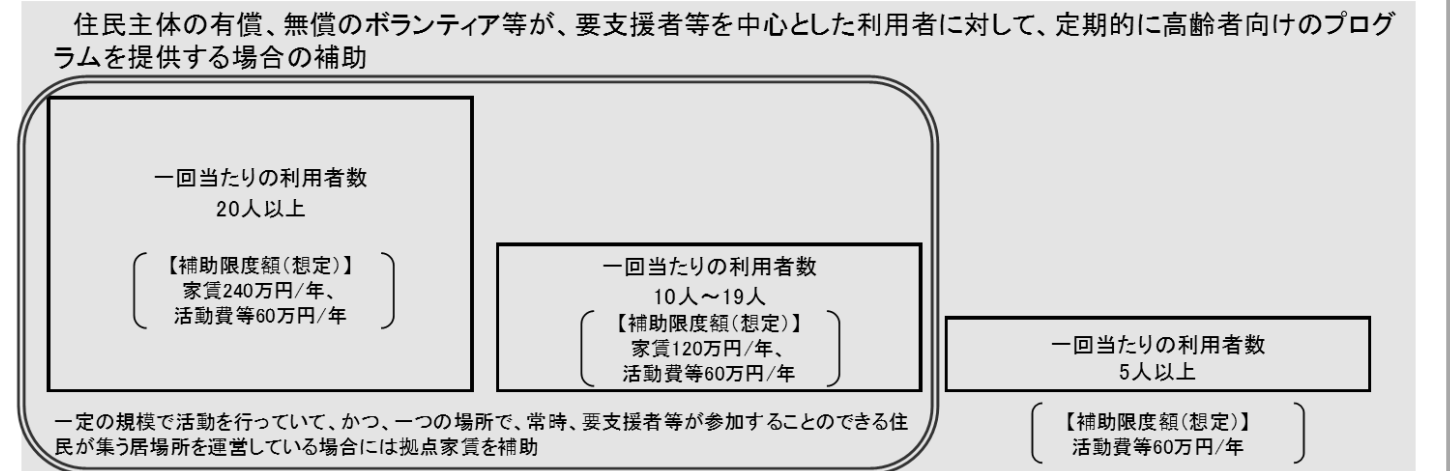 住民主体の有償、無償のボランティア等が、要支援者等を中心とした利用者に対して、定期的に高齢者向けのプログ
ラムを提供する場合の補助
一回当たりの利用者数
20人以上
【補助限度額(想定)】
家賃240万円/年、
活動費等60万円/年
一回当たりの利用者数
10人～19人
【補助限度額(想定)】
家賃120万円/年、
活動費等60万円/年
一回当たりの利用者数
5人以上
【補助限度額(想定)】
活動費等60万円/年
一定の規模で活動を行っていて、かつ、一つの場所で、常時、要支援者等が参加することのできる住
民が集う居場所を運営している場合には拠点家賃を補助